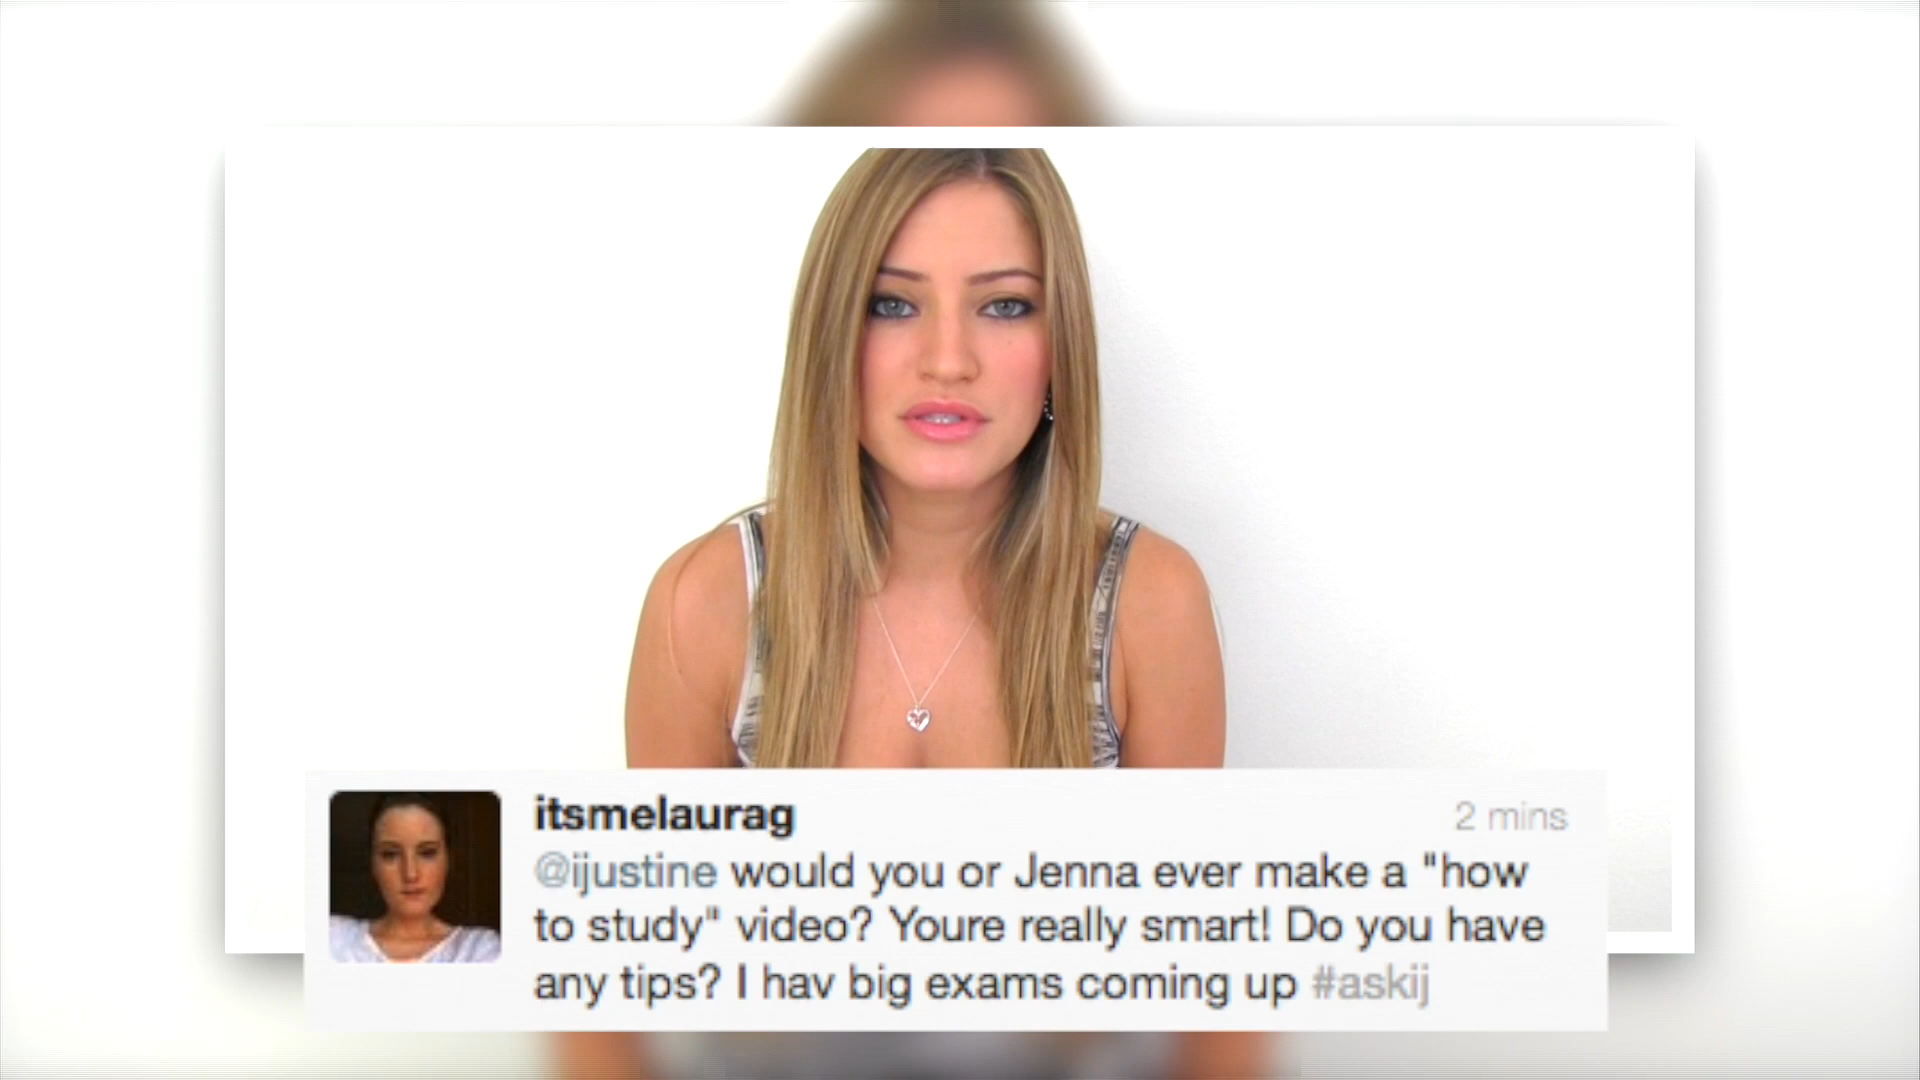 itsmelaurag 2 mins
@ijustine would you or Jenna ever make a "how
to study" video? Youre really smart! Do you have
any tips? I hav big exams coming up #askij